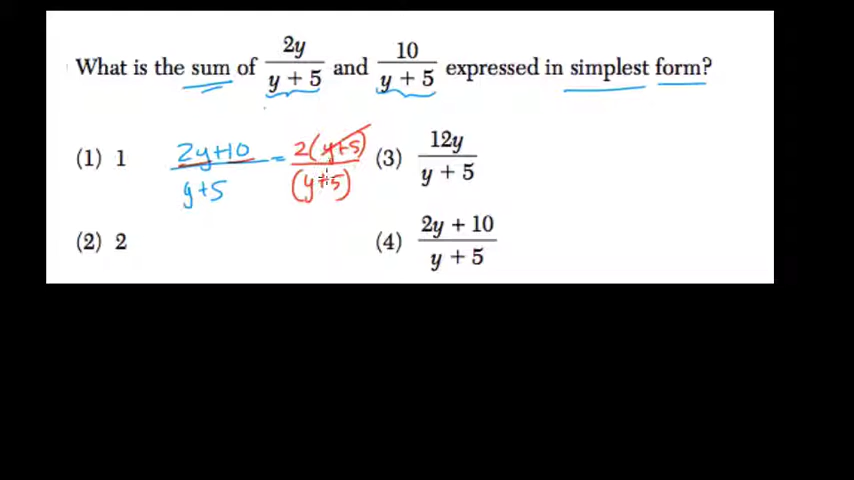 What is the sum of 2y/(y + 5) and 10/(y + 5) expressed in simplest form?
(1) 1
2y+10/y+5 = 2(y+5)/(y+5)
(3) 12y/(y + 5)
(2) 2
(4) (2y + 10)/(y + 5)